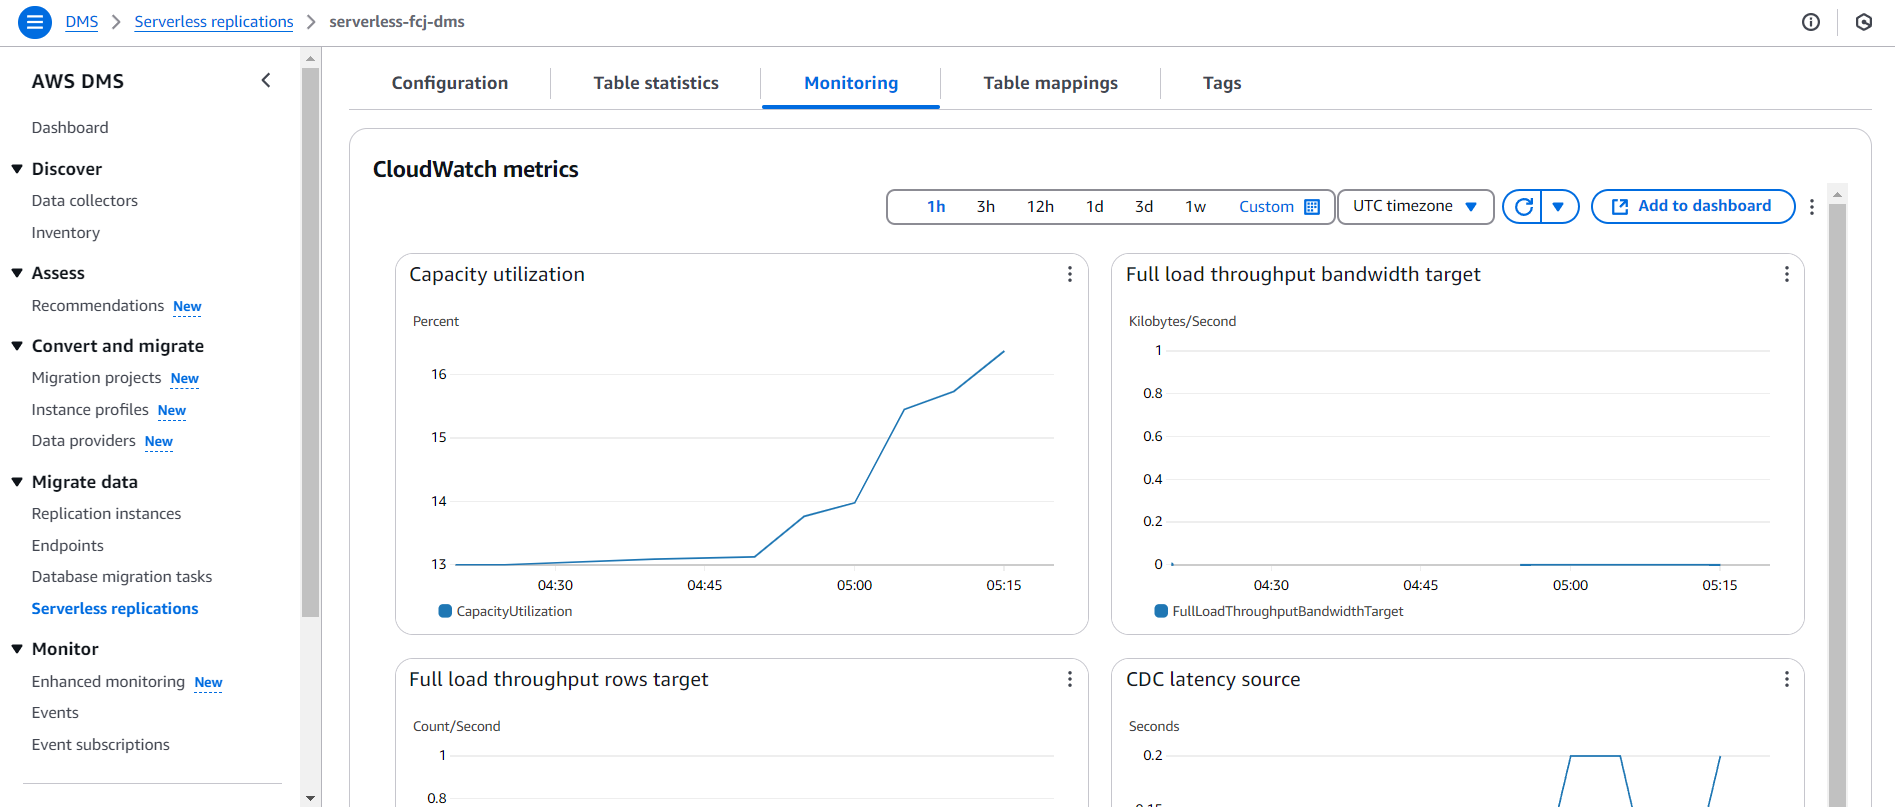 DMS Serverless replications serverless-fcj-dms
AWS DMS
Dashboard
Discover
Data collectors
Inventory
Assess
Recommendations New
Convert and migrate
Migration projects New
Instance profiles New
Data providers New
Migrate data
Replication instances
Endpoints
Database migration tasks
Serverless replications
Monitor
Enhanced monitoring New
Events
Event subscriptions
Configuration Table statistics Monitoring Table mappings Tags
CloudWatch metrics
1h 3h 12h 1d 3d 1w Custom UTC timezone Add to dashboard
Capacity utilization
Percent
16
15
14
13
04:30 04:45 05:00 05:15
CapacityUtilization
Full load throughput bandwidth target
Kilobytes/Second
1
0.8
0.6
0.4
0.2
0
04:30 04:45 05:00 05:15
FullLoadThroughputBandwidthTarget
Full load throughput rows target
Count/Second
1
0.8
CDC latency source
Seconds
0.2
0.15